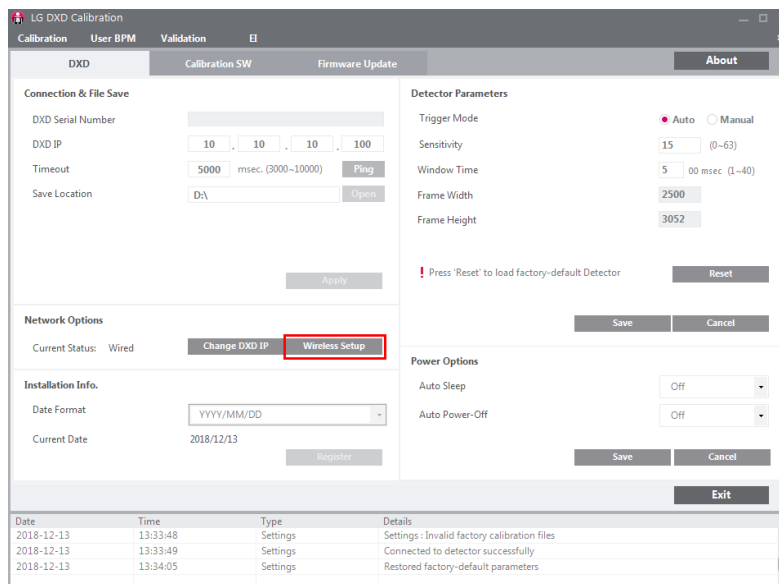 LG DXD Calibration
Calibration User BPM Validation EI
DXD Calibration SW Firmware Update About
Connection & File Save
DXD Serial Number
DXD IP 10 . 10 . 10 . 100
Timeout 5000 msec. (3000~10000) Ping
Save Location D:\ Open
Apply
Network Options
Current Status: Wired Change DXD IP Wireless Setup
Installation Info.
Date Format YYYY/MM/DD
Current Date 2018/12/13
Register
Detector Parameters
Trigger Mode Auto Manual
Sensitivity 15 (0~63)
Window Time 5 00 msec (1~40)
Frame Width 2500
Frame Height 3052
! Press 'Reset' to load factory-default Detector Reset
Save Cancel
Power Options
Auto Sleep Off
Auto Power-Off Off
Save Cancel
Exit
Date Time Type Details
2018-12-13 13:33:48 Settings Settings : Invalid factory calibration files
2018-12-13 13:33:49 Settings Connected to detector successfully
2018-12-13 13:34:05 Settings Restored factory-default parameters